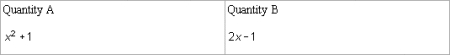 Quantity A
Quantity B
x² + 1
2x − 1